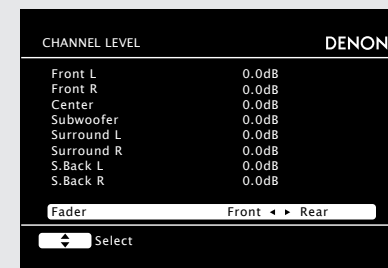 CHANNEL LEVEL DENON
Front L 0.0dB
Front R 0.0dB
Center 0.0dB
Subwoofer 0.0dB
Surround L 0.0dB
Surround R 0.0dB
S.Back L 0.0dB
S.Back R 0.0dB
Fader Front ◄ ► Rear
Select